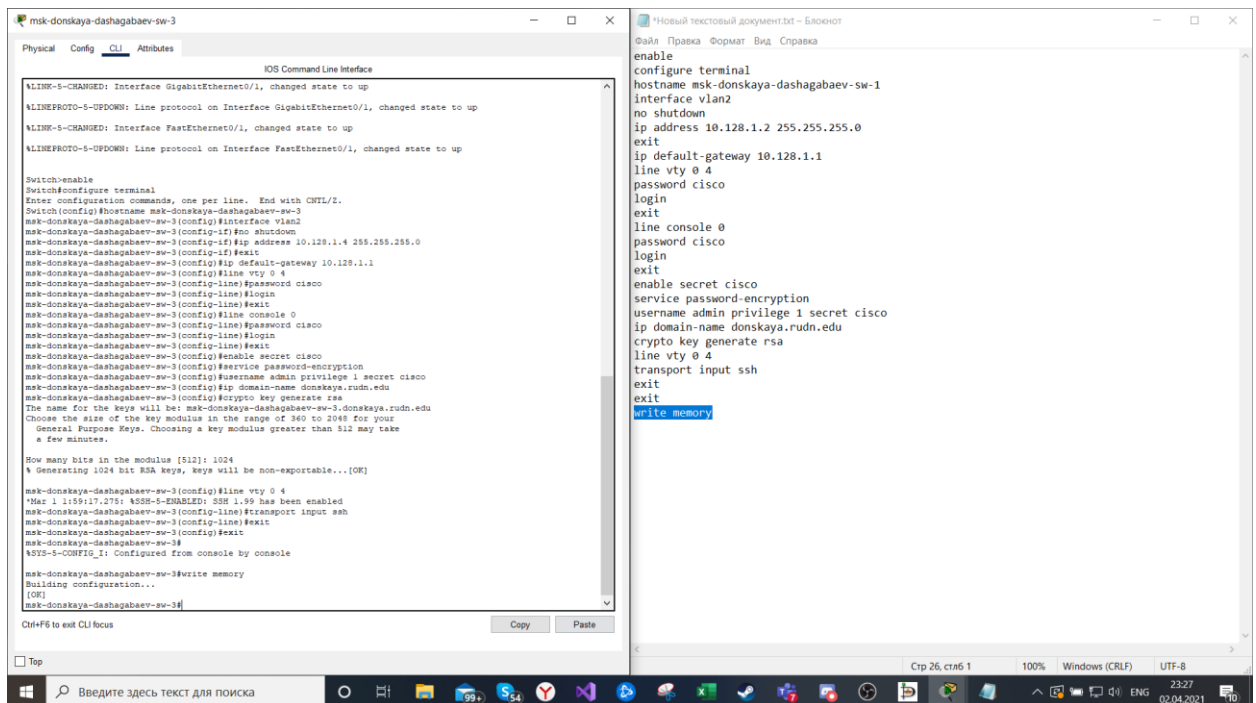 msk-donskaya-dashagabaev-sw-3
Physical Config CLI Attributes
IOS Command Line Interface
%LINK-5-CHANGED: Interface GigabitEthernet0/1, changed state to up
%LINEPROTO-5-UPDOWN: Line protocol on Interface GigabitEthernet0/1, changed state to up
%LINK-5-CHANGED: Interface FastEthernet0/1, changed state to up
%LINEPROTO-5-UPDOWN: Line protocol on Interface FastEthernet0/1, changed state to up
Switch>enable
Switch#configure terminal
Enter configuration commands, one per line. End with CNTL/Z.
Switch(config)#hostname msk-donskaya-dashagabaev-sw-3
msk-donskaya-dashagabaev-sw-3(config)#interface vlan2
msk-donskaya-dashagabaev-sw-3(config-if)#no shutdown
msk-donskaya-dashagabaev-sw-3(config-if)#ip address 10.128.1.4 255.255.255.0
msk-donskaya-dashagabaev-sw-3(config-if)#exit
msk-donskaya-dashagabaev-sw-3(config)#ip default-gateway 10.128.1.1
msk-donskaya-dashagabaev-sw-3(config)#line vty 0 4
msk-donskaya-dashagabaev-sw-3(config-line)#password cisco
msk-donskaya-dashagabaev-sw-3(config-line)#login
msk-donskaya-dashagabaev-sw-3(config-line)#exit
msk-donskaya-dashagabaev-sw-3(config)#line console 0
msk-donskaya-dashagabaev-sw-3(config-line)#password cisco
msk-donskaya-dashagabaev-sw-3(config-line)#login
msk-donskaya-dashagabaev-sw-3(config-line)#exit
msk-donskaya-dashagabaev-sw-3(config)#enable secret cisco
msk-donskaya-dashagabaev-sw-3(config)#service password-encryption
msk-donskaya-dashagabaev-sw-3(config)#username admin privilege 1 secret cisco
msk-donskaya-dashagabaev-sw-3(config)#ip domain-name donskaya.rudn.edu
msk-donskaya-dashagabaev-sw-3(config)#crypto key generate rsa
The name for the keys will be: msk-donskaya-dashagabaev-sw-3.donskaya.rudn.edu
Choose the size of the key modulus in the range of 360 to 2048 for your
General Purpose Keys. Choosing a key modulus greater than 512 may take
a few minutes.
How many bits in the modulus [512]: 1024
% Generating 1024 bit RSA keys, keys will be non-exportable...[OK]
msk-donskaya-dashagabaev-sw-3(config)#line vty 0 4
*Mar 1 1:59:17.275: %SSH-5-ENABLED: SSH 1.99 has been enabled
msk-donskaya-dashagabaev-sw-3(config-line)#transport input ssh
msk-donskaya-dashagabaev-sw-3(config-line)#exit
msk-donskaya-dashagabaev-sw-3(config)#exit
msk-donskaya-dashagabaev-sw-3#
%SYS-5-CONFIG_I: Configured from console by console
msk-donskaya-dashagabaev-sw-3#write memory
Building configuration...
[OK]
msk-donskaya-dashagabaev-sw-3#
Ctrl+F6 to exit CLI focus
Copy Paste
Top
*Новый текстовый документ.txt – Блокнот
Файл Правка Формат Вид Справка
enable
configure terminal
hostname msk-donskaya-dashagabaev-sw-1
interface vlan2
no shutdown
ip address 10.128.1.2 255.255.255.0
exit
ip default-gateway 10.128.1.1
line vty 0 4
password cisco
login
exit
line console 0
password cisco
login
exit
enable secret cisco
service password-encryption
username admin privilege 1 secret cisco
ip domain-name donskaya.rudn.edu
crypto key generate rsa
line vty 0 4
transport input ssh
exit
exit
write memory
Стр 26, стлб 1 100% Windows (CRLF) UTF-8
Введите здесь текст для поиска
99+ 54
ENG 23:27
02.04.2021
10